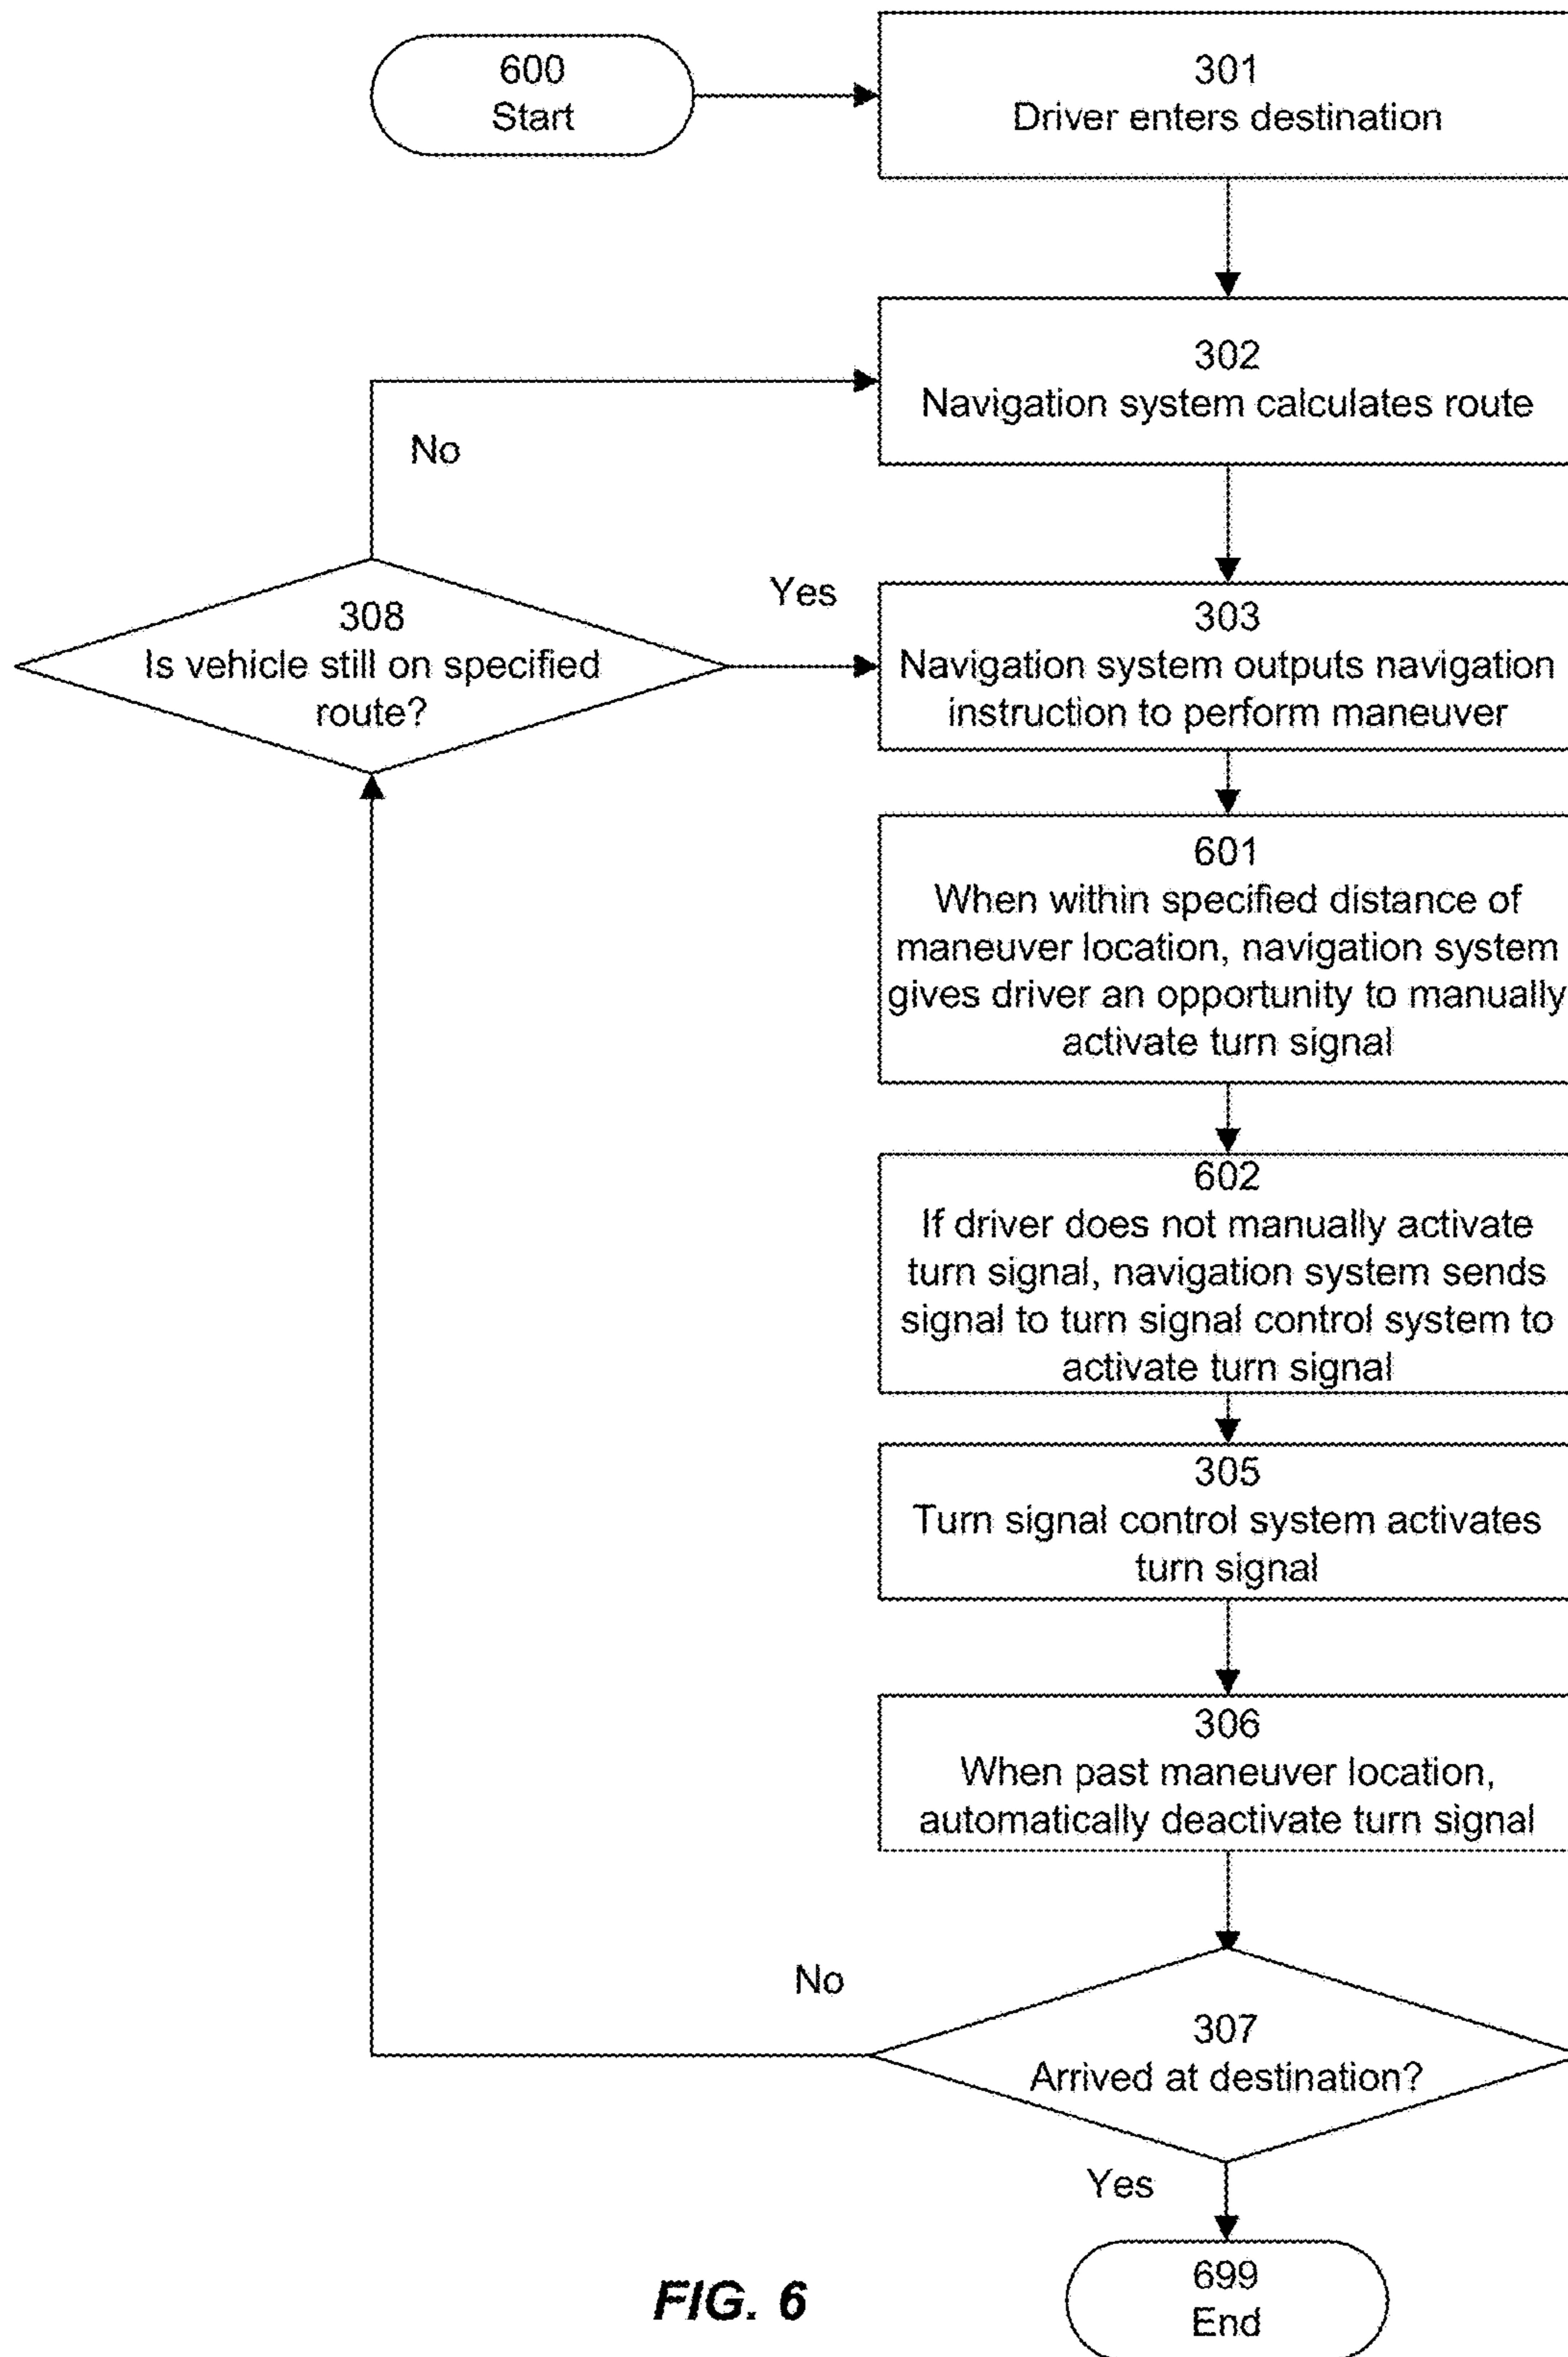 600
Start
301
Driver enters destination
302
Navigation system calculates route
No
308
Is vehicle still on specified
route?
Yes
303
Navigation system outputs navigation
instruction to perform maneuver
601
When within specified distance of
maneuver location, navigation system
gives driver an opportunity to manually
activate turn signal
602
If driver does not manually activate
turn signal, navigation system sends
signal to turn signal control system to
activate turn signal
305
Turn signal control system activates
turn signal
306
When past maneuver location,
automatically deactivate turn signal
No
307
Arrived at destination?
Yes
699
End
FIG. 6